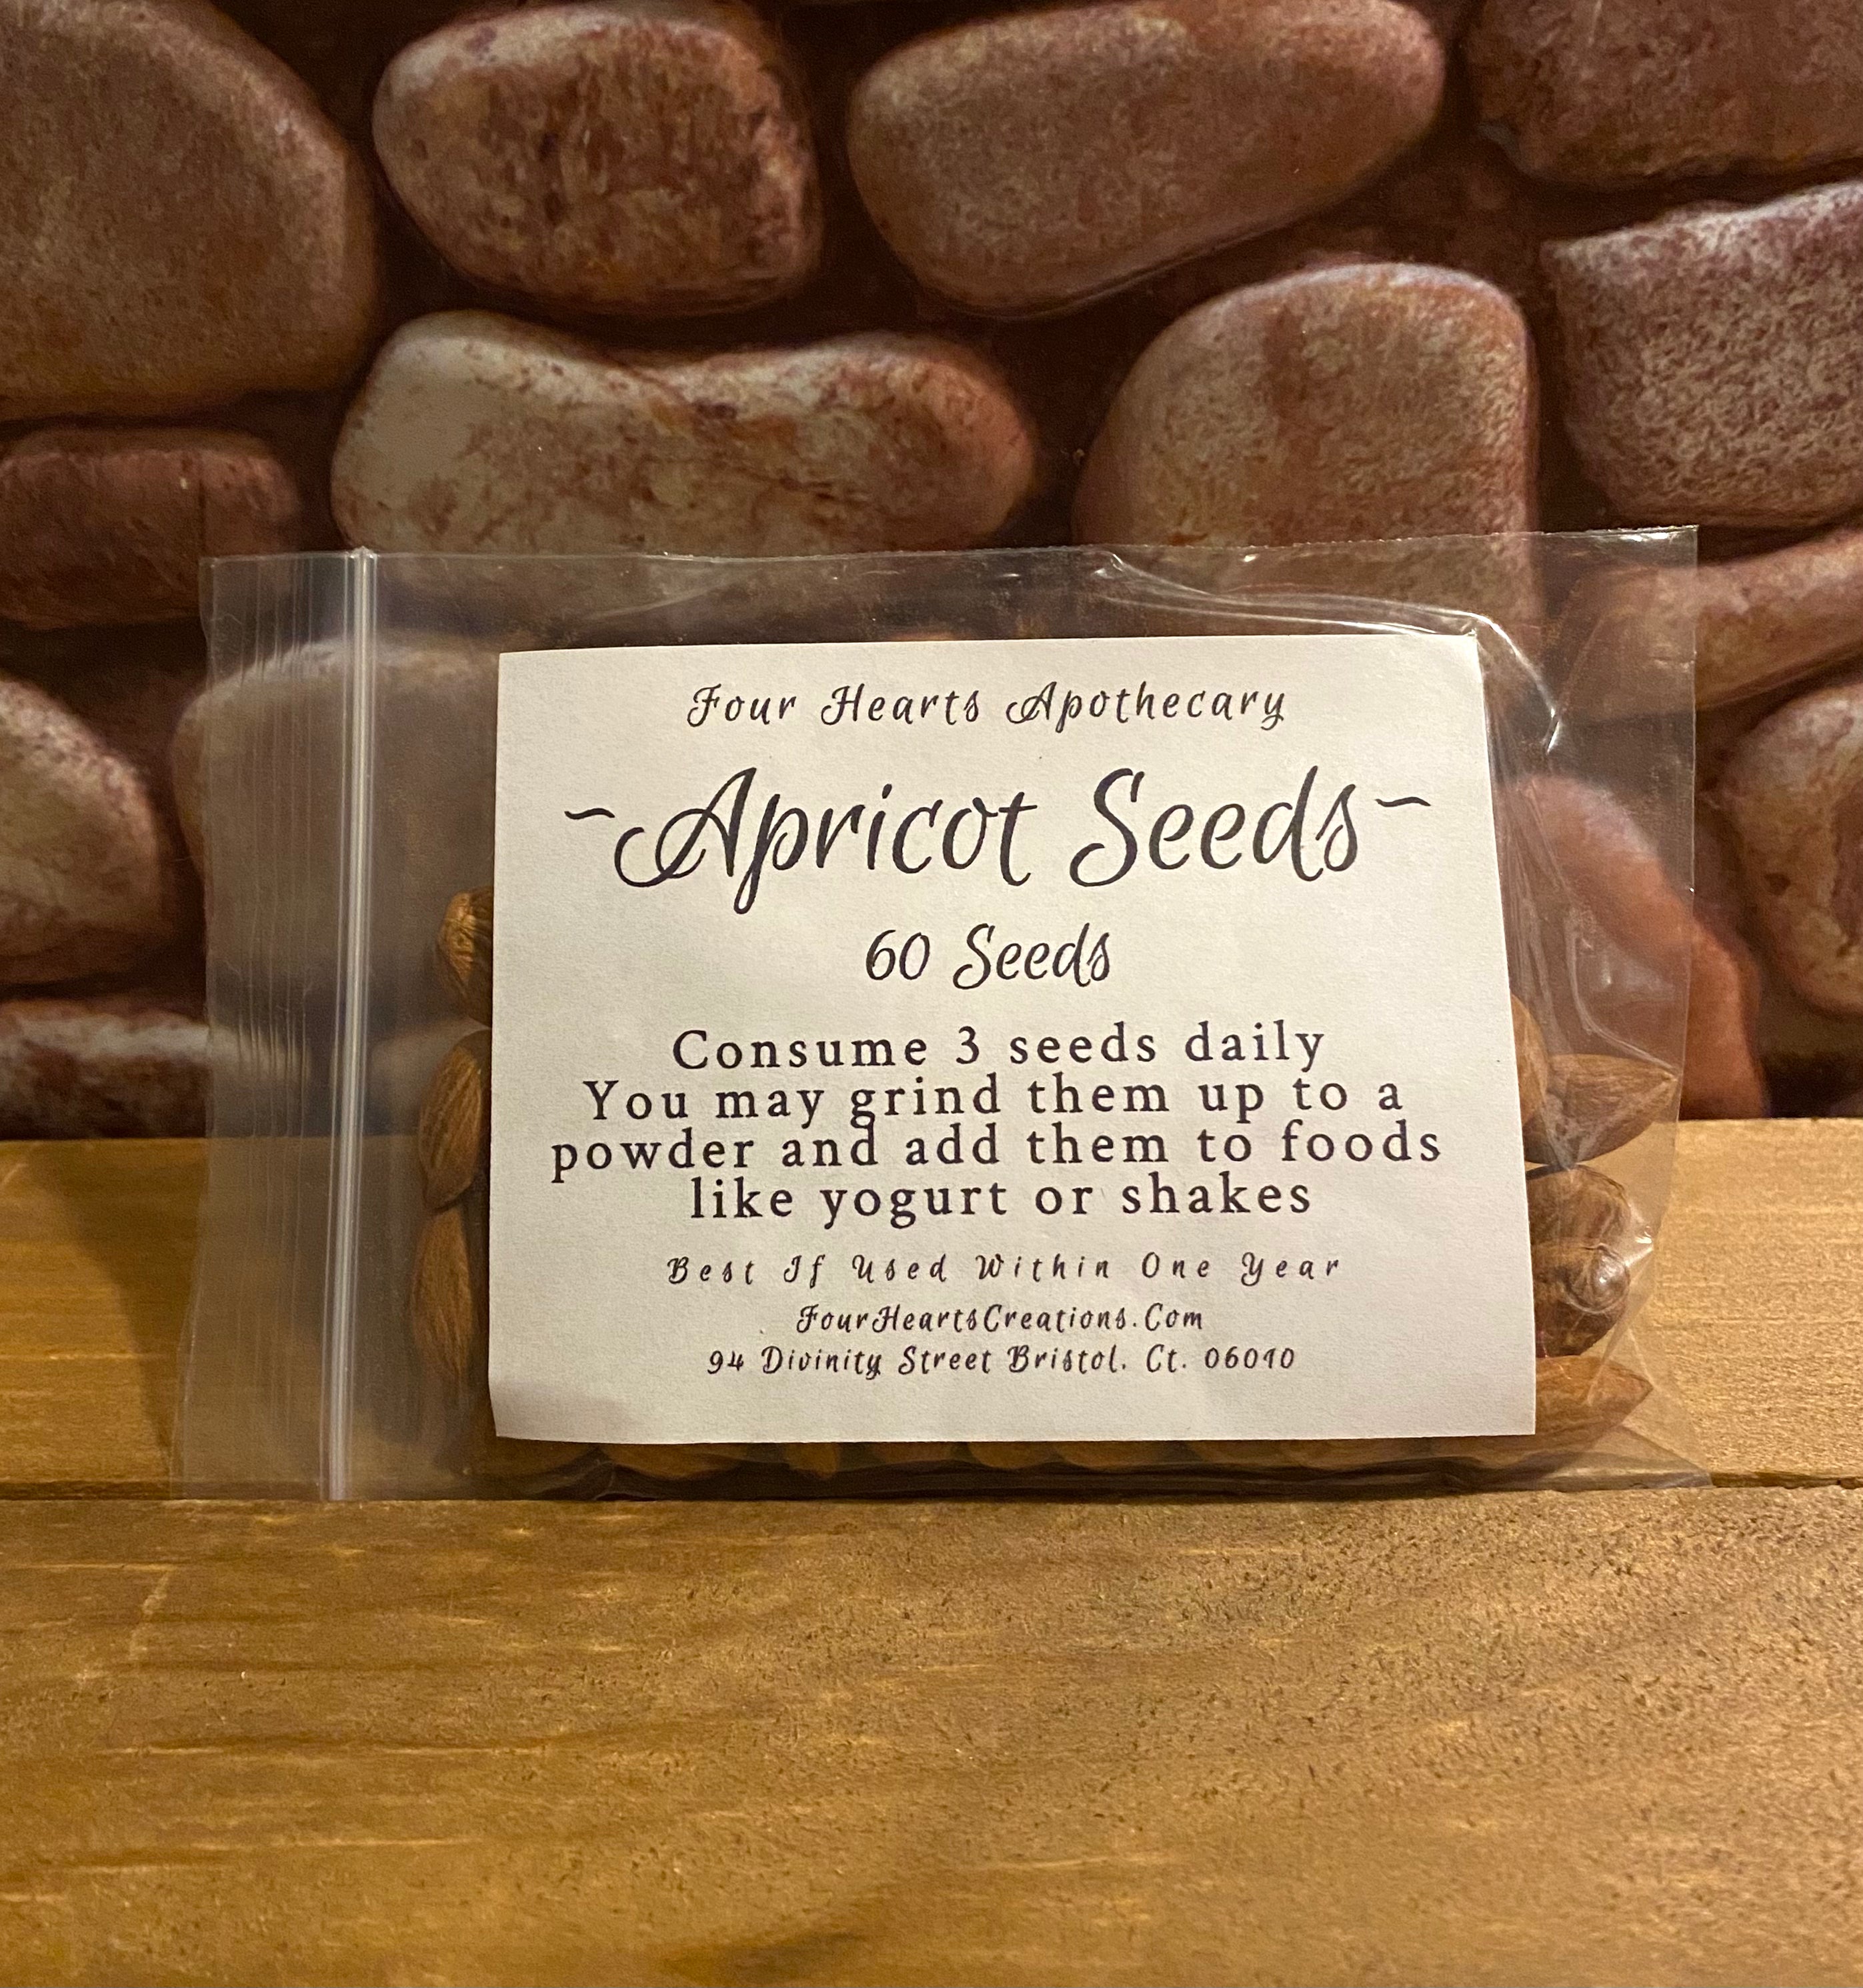 Four Hearts Apothecary
~Apricot Seeds~
60 Seeds
Consume 3 seeds daily
You may grind them up to a
powder and add them to foods
like yogurt or shakes
Best If Used Within One Year
FourHeartsCreations.Com
94 Divinity Street Bristol. Ct. 06010